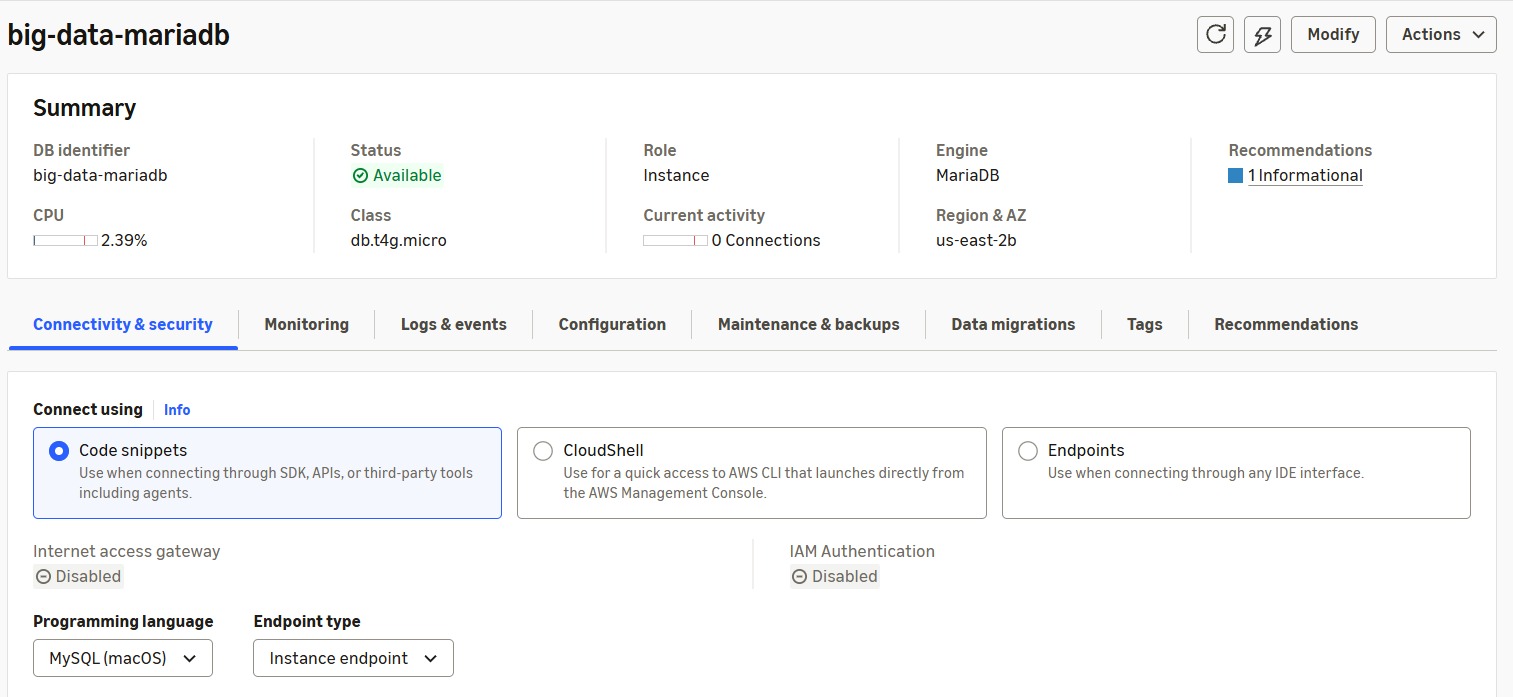 big-data-mariadb
Modify
Actions
Summary
DB identifier
big-data-mariadb
Status
Available
Role
Instance
Engine
MariaDB
Recommendations
1 Informational
CPU
2.39%
Class
db.t4g.micro
Current activity
0 Connections
Region & AZ
us-east-2b
Connectivity & security
Monitoring
Logs & events
Configuration
Maintenance & backups
Data migrations
Tags
Recommendations
Connect using
Info
Code snippets
Use when connecting through SDK, APIs, or third-party tools
including agents.
CloudShell
Use for a quick access to AWS CLI that launches directly from
the AWS Management Console.
Endpoints
Use when connecting through any IDE interface.
Internet access gateway
Disabled
IAM Authentication
Disabled
Programming language
MySQL (macOS)
Endpoint type
Instance endpoint